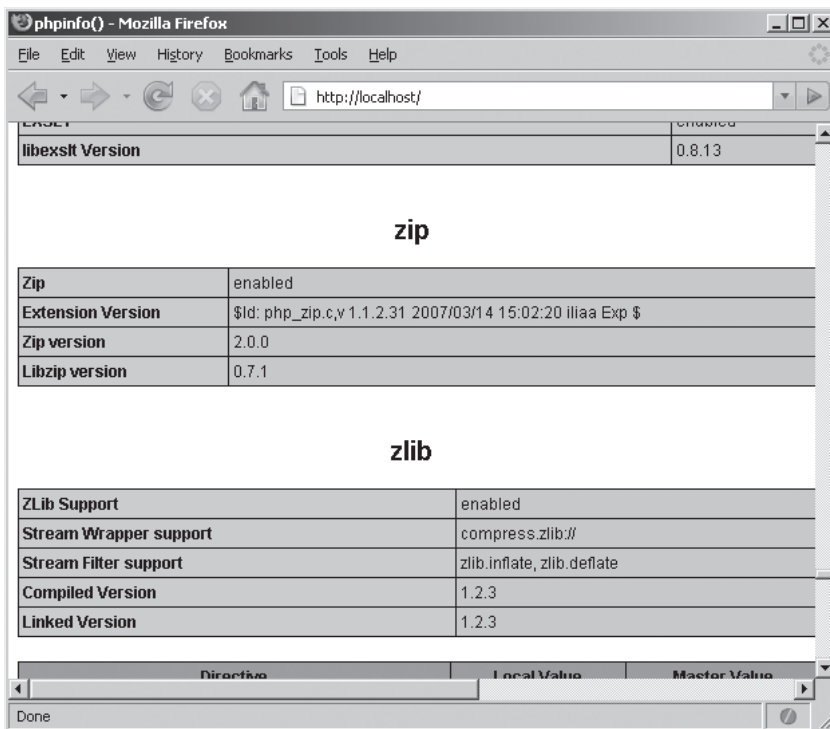 phpinfo() - Mozilla Firefox
File Edit View History Bookmarks Tools Help
http://localhost/
EXSLT enabled
libexslt Version 0.8.13
zip
Zip enabled
Extension Version $Id: php_zip.c,v 1.1.2.31 2007/03/14 15:02:20 iliaa Exp $
Zip version 2.0.0
Libzip version 0.7.1
zlib
ZLib Support enabled
Stream Wrapper support compress.zlib://
Stream Filter support zlib.inflate, zlib.deflate
Compiled Version 1.2.3
Linked Version 1.2.3
Directive Local Value Master Value
Done